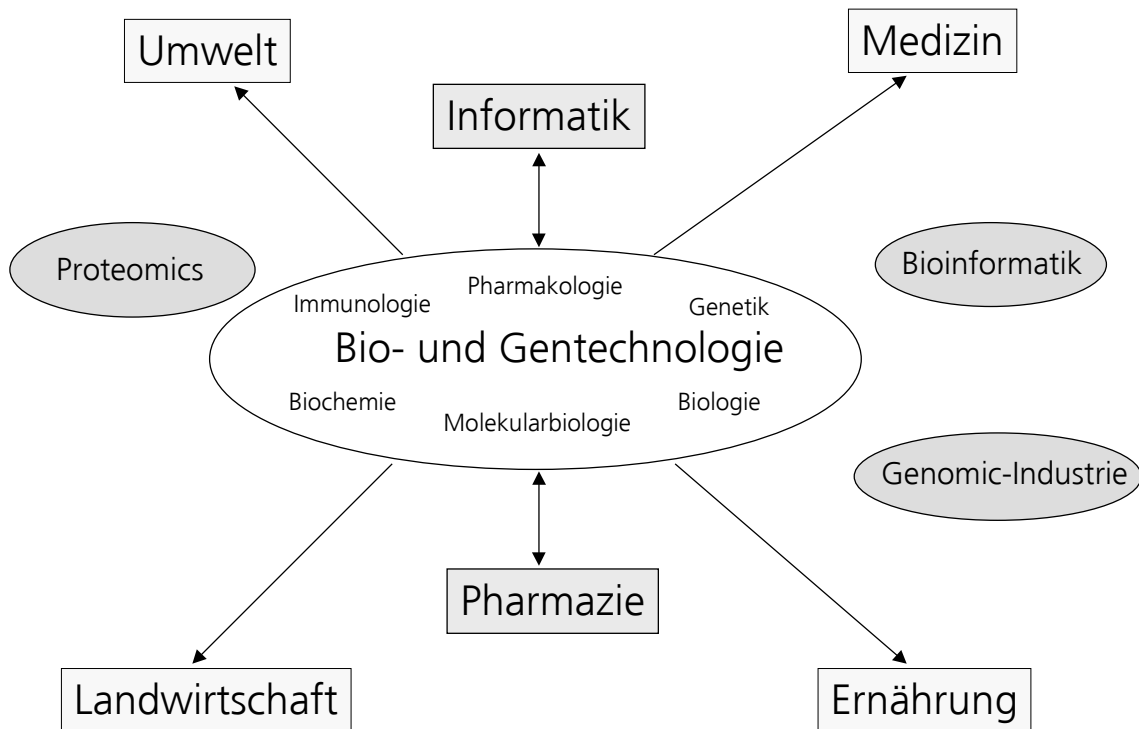 Umwelt
Medizin
Informatik
Proteomics
Bioinformatik
Pharmakologie
Immunologie
Genetik
Bio- und Gentechnologie
Biochemie
Biologie
Molekularbiologie
Genomic-Industrie
Pharmazie
Landwirtschaft
Ernährung